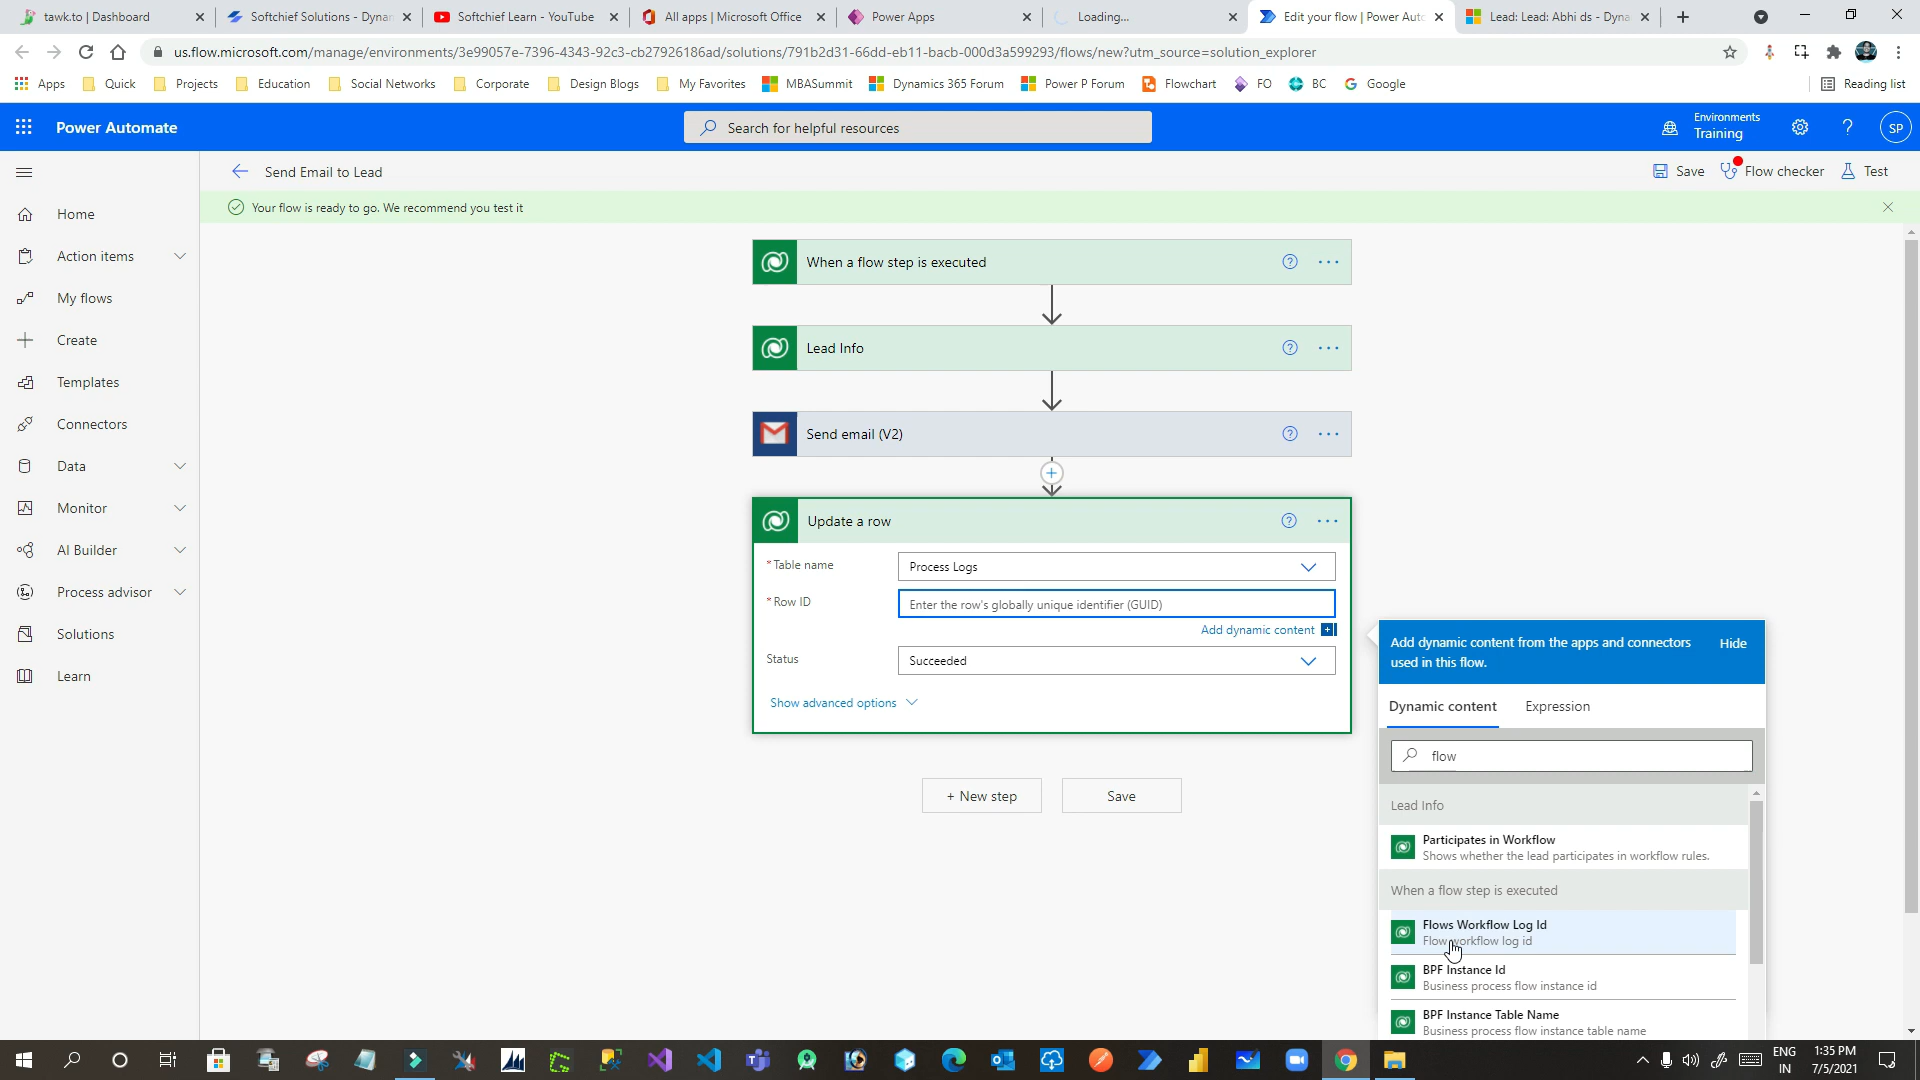 tawk.to | Dashboard
Softchief Solutions - Dynam
Softchief Learn - YouTube
All apps | Microsoft Office
Power Apps
Loading...
Edit your flow | Power Auto
Lead: Lead: Abhi ds - Dyna
us.flow.microsoft.com/manage/environments/3e99057e-7396-4343-92c3-cb27926186ad/solutions/791b2d31-66dd-eb11-bacb-000d3a599293/flows/new?utm_source=solution_explorer
Apps
Quick
Projects
Education
Social Networks
Corporate
Design Blogs
My Favorites
MBASummit
Dynamics 365 Forum
Power P Forum
Flowchart
FO
BC
Google
Reading list
Power Automate
Search for helpful resources
Environments
Training
SP
Send Email to Lead
Save
Flow checker
Test
Your flow is ready to go. We recommend you test it
Home
Action items
My flows
Create
Templates
Connectors
Data
Monitor
AI Builder
Process advisor
Solutions
Learn
When a flow step is executed
Lead Info
Send email (V2)
Update a row
* Table name
Process Logs
* Row ID
Enter the row's globally unique identifier (GUID)
Add dynamic content
Status
Succeeded
Show advanced options
+ New step
Save
Add dynamic content from the apps and connectors
used in this flow.
Hide
Dynamic content
Expression
flow
Lead Info
Participates in Workflow
Shows whether the lead participates in workflow rules.
When a flow step is executed
Flows Workflow Log Id
Flow workflow log id
BPF Instance Id
Business process flow instance id
BPF Instance Table Name
Business process flow instance table name
ENG
IN
1:35 PM
7/5/2021